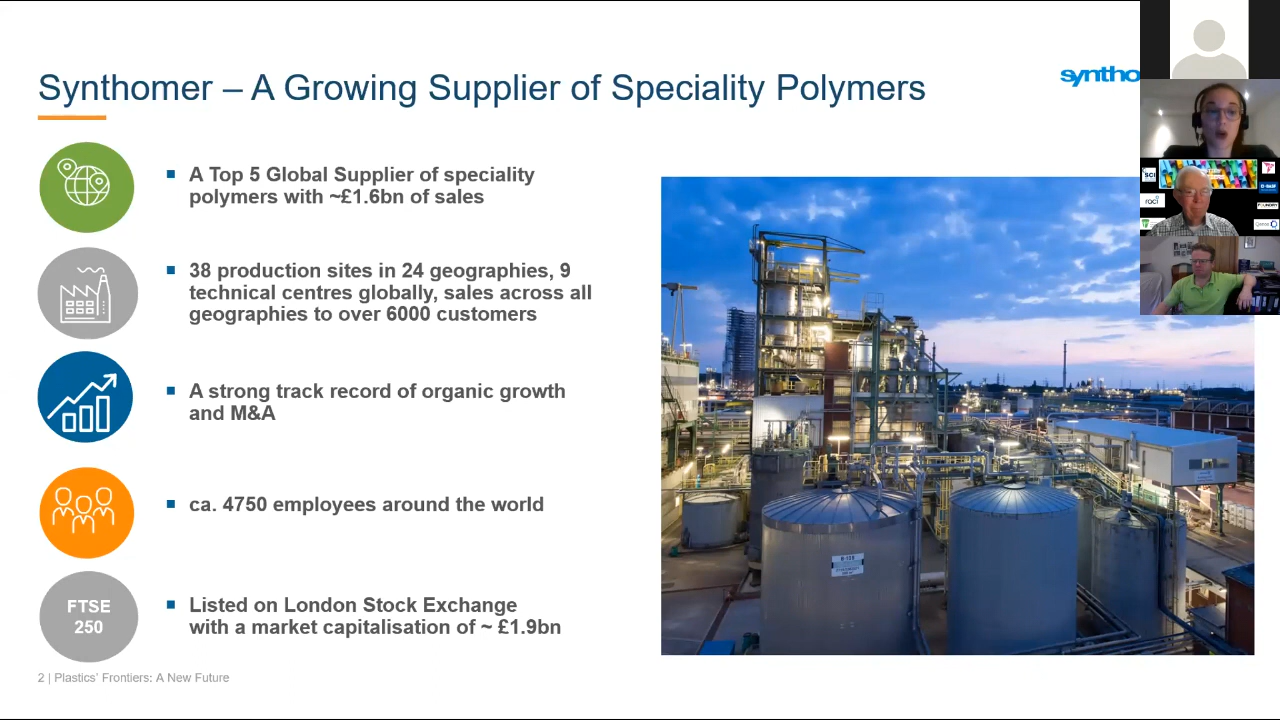 Synthomer – A Growing Supplier of Speciality Polymers
syntho
A Top 5 Global Supplier of speciality
polymers with ~£1.6bn of sales
38 production sites in 24 geographies, 9
technical centres globally, sales across all
geographies to over 6000 customers
A strong track record of organic growth
and M&A
ca. 4750 employees around the world
FTSE
250
Listed on London Stock Exchange
with a market capitalisation of ~ £1.9bn
2 | Plastics’ Frontiers: A New Future
SCI
raci